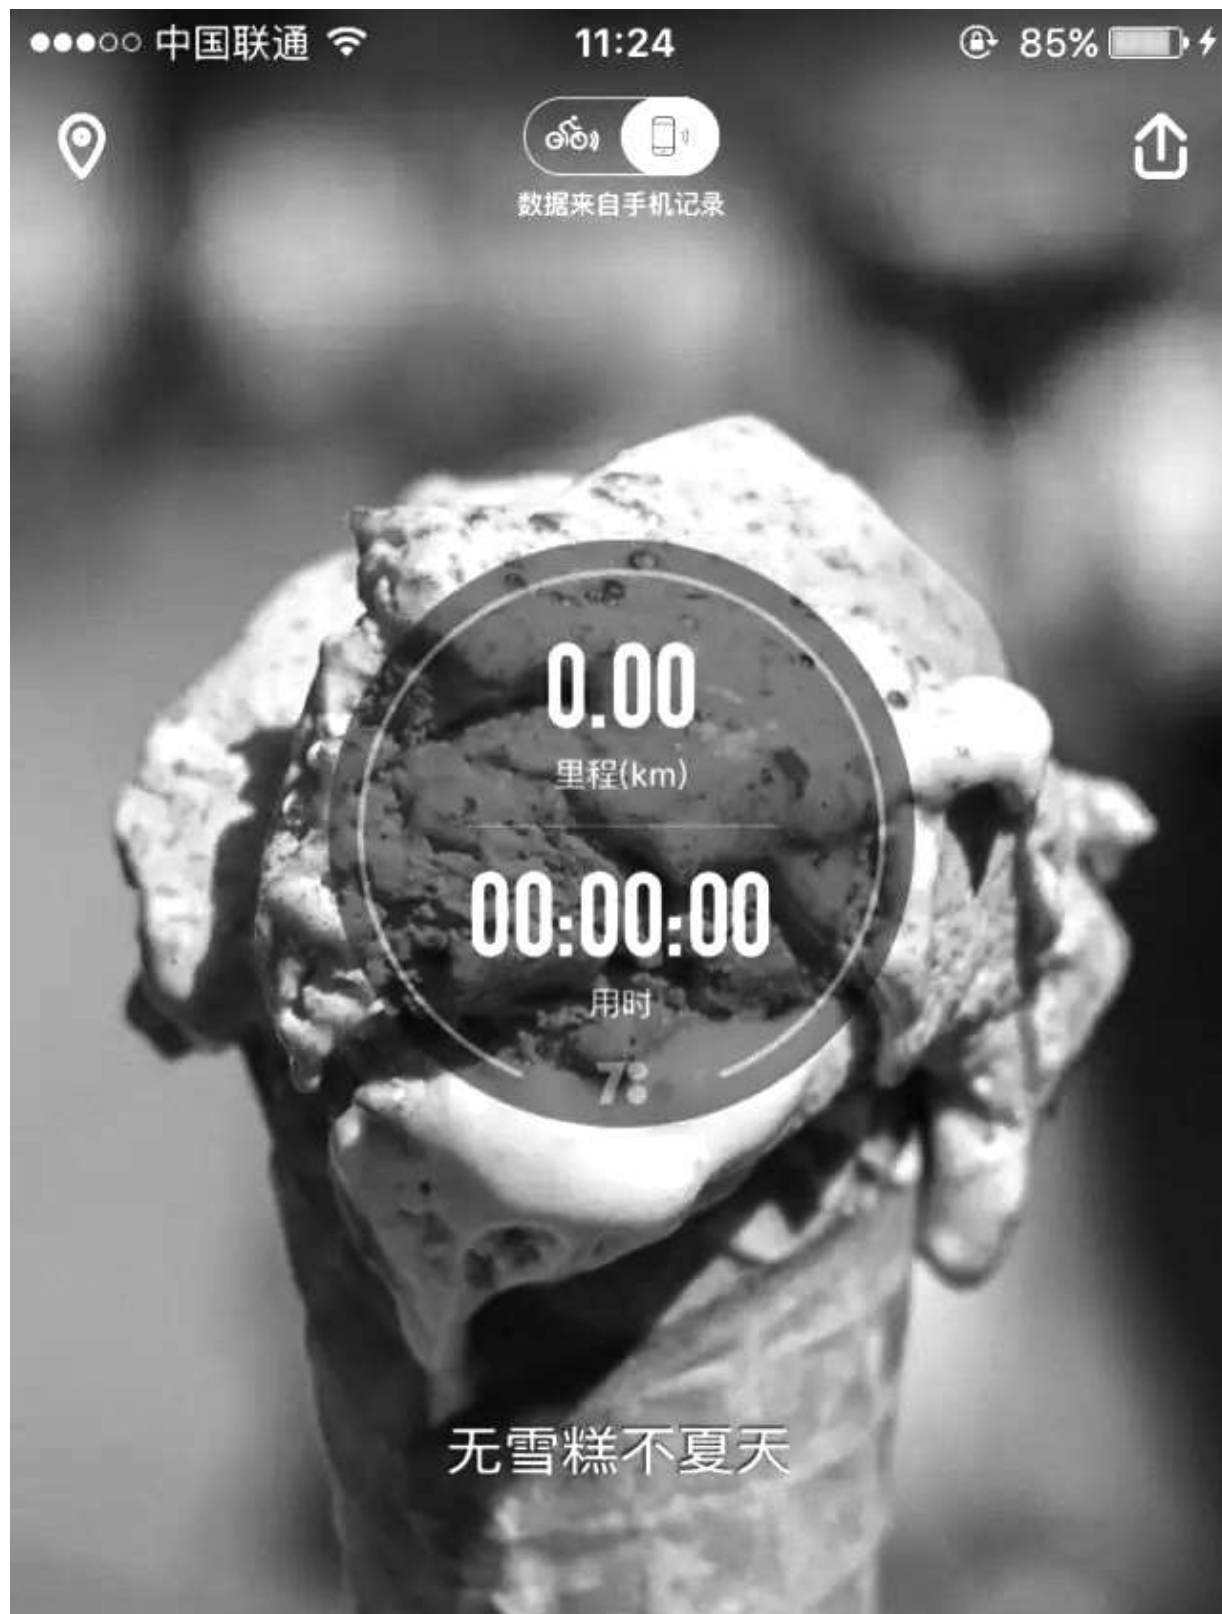 中国联通 11:24 85%
数据来自手机记录
0.00
里程(km)
00:00:00
用时
无雪糕不夏天